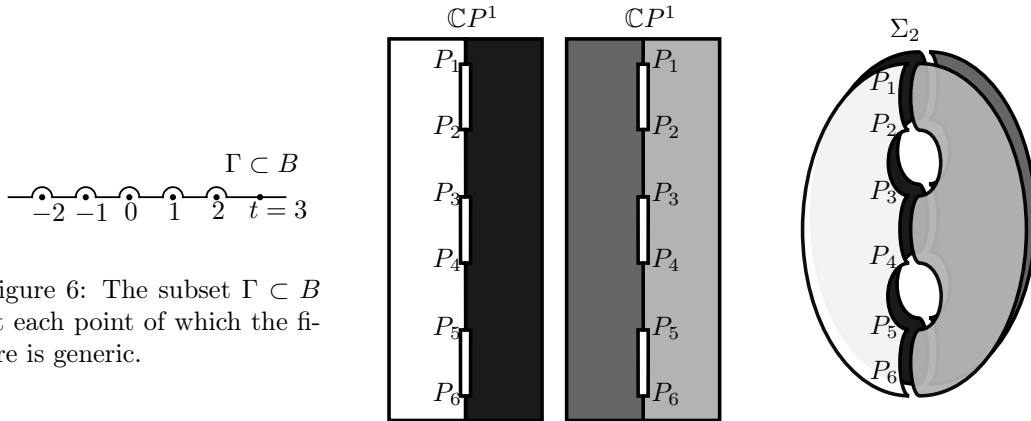 Γ ⊂ B
−2 −1 0 1 2 t = 3
igure 6: The subset Γ ⊂ B
t each point of which the fi-
re is generic.
ℂP¹
P₁
P₂
P₃
P₄
P₅
P₆
ℂP¹
P₁
P₂
P₃
P₄
P₅
P₆
Σ₂
P₁
P₂
P₃
P₄
P₅
P₆